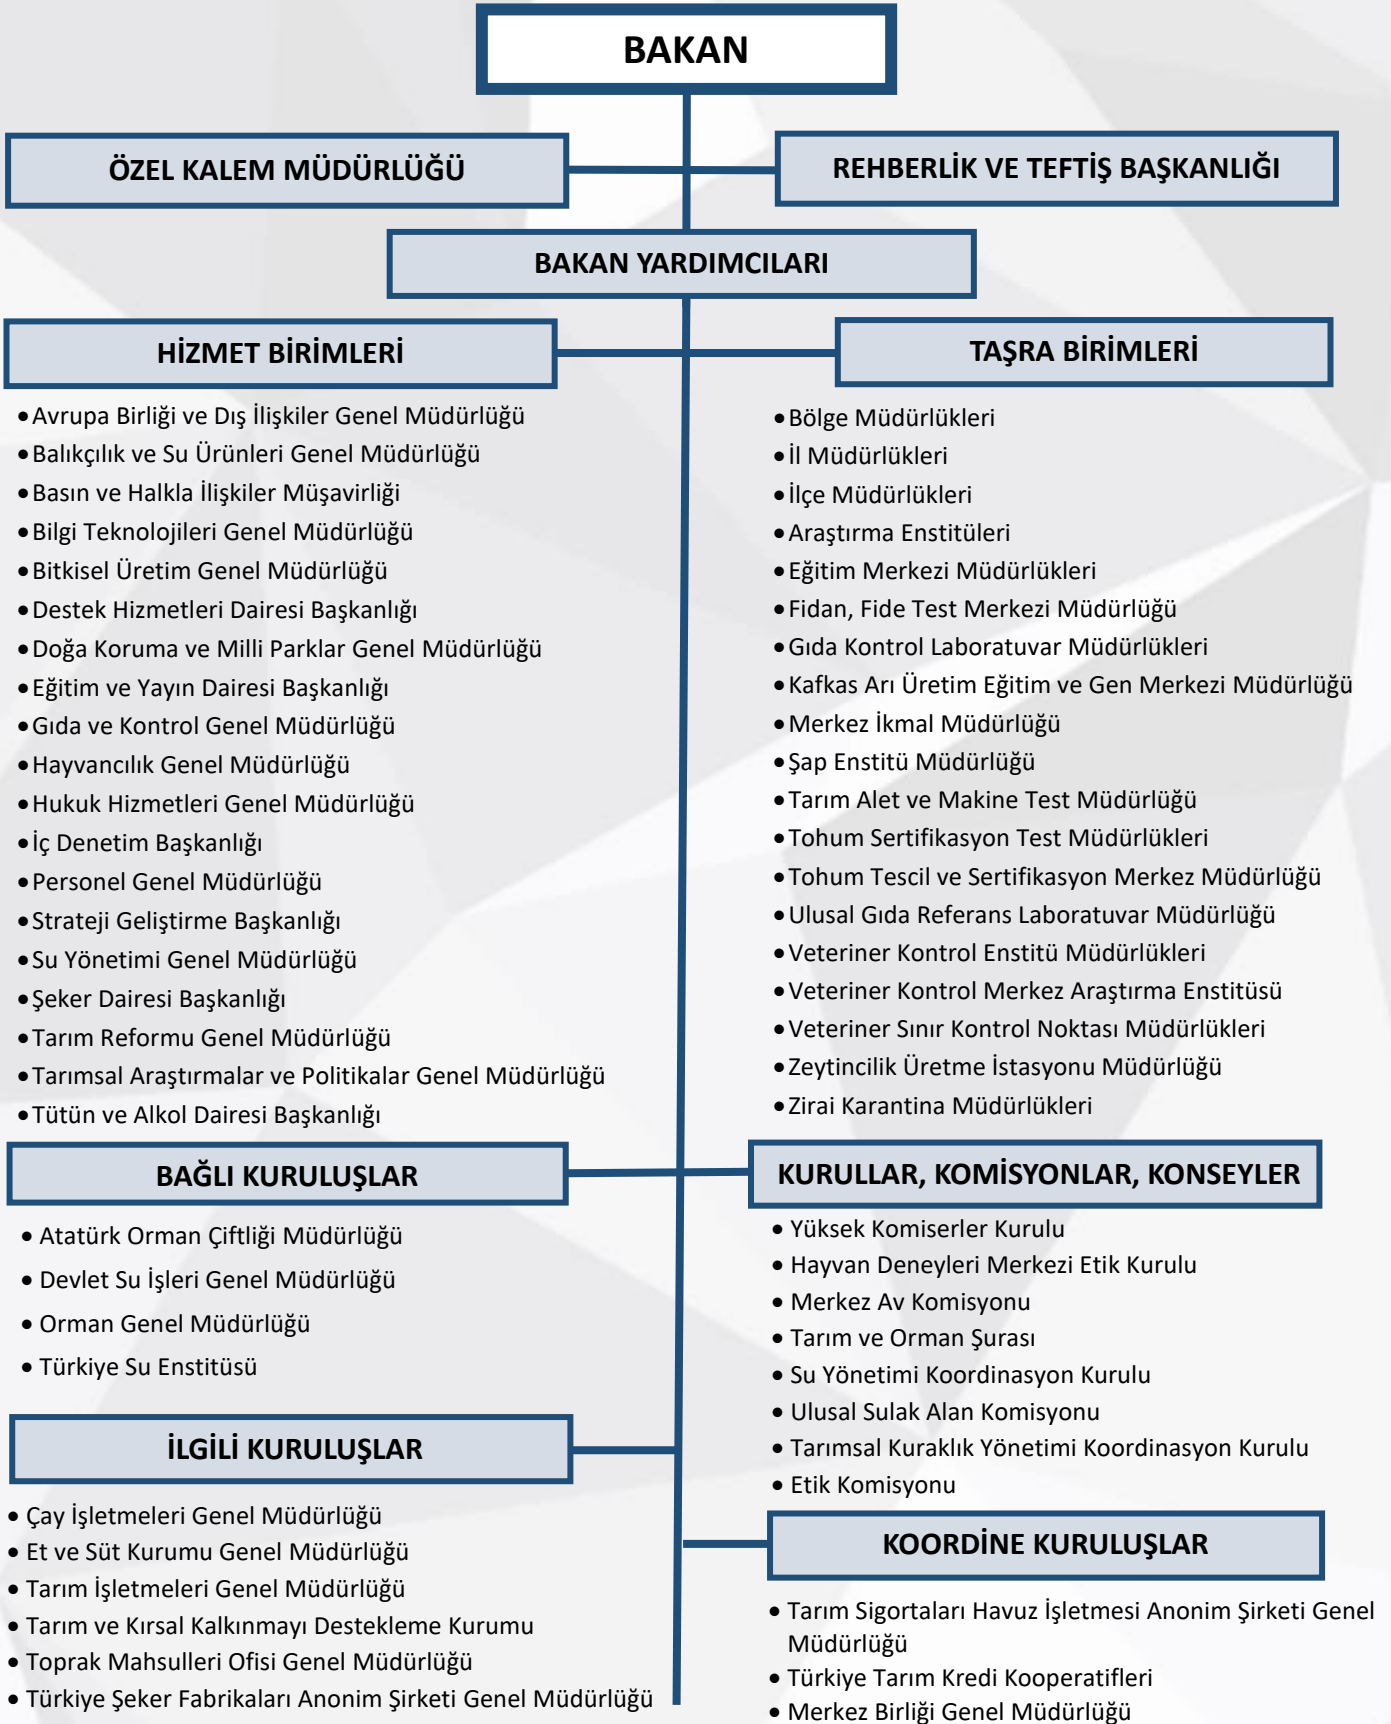 BAKAN
ÖZEL KALEM MÜDÜRLÜĞÜ
REHBERLİK VE TEFTİŞ BAŞKANLIĞI
BAKAN YARDIMCILARI
HİZMET BİRİMLERİ
•Avrupa Birliği ve Dış İlişkiler Genel Müdürlüğü
•Balıkçılık ve Su Ürünleri Genel Müdürlüğü
•Basın ve Halkla İlişkiler Müşavirliği
•Bilgi Teknolojileri Genel Müdürlüğü
•Bitkisel Üretim Genel Müdürlüğü
•Destek Hizmetleri Dairesi Başkanlığı
•Doğa Koruma ve Milli Parklar Genel Müdürlüğü
•Eğitim ve Yayın Dairesi Başkanlığı
•Gıda ve Kontrol Genel Müdürlüğü
•Hayvancılık Genel Müdürlüğü
•Hukuk Hizmetleri Genel Müdürlüğü
•İç Denetim Başkanlığı
•Personel Genel Müdürlüğü
•Strateji Geliştirme Başkanlığı
•Su Yönetimi Genel Müdürlüğü
•Şeker Dairesi Başkanlığı
•Tarım Reformu Genel Müdürlüğü
•Tarımsal Araştırmalar ve Politikalar Genel Müdürlüğü
•Tütün ve Alkol Dairesi Başkanlığı
TAŞRA BİRİMLERİ
•Bölge Müdürlükleri
•İl Müdürlükleri
•İlçe Müdürlükleri
•Araştırma Enstitüleri
•Eğitim Merkezi Müdürlükleri
•Fidan, Fide Test Merkezi Müdürlüğü
•Gıda Kontrol Laboratuvar Müdürlükleri
•Kafkas Arı Üretim Eğitim ve Gen Merkezi Müdürlüğü
•Merkez İkmal Müdürlüğü
•Şap Enstitü Müdürlüğü
•Tarım Alet ve Makine Test Müdürlüğü
•Tohum Sertifikasyon Test Müdürlükleri
•Tohum Tescil ve Sertifikasyon Merkez Müdürlüğü
•Ulusal Gıda Referans Laboratuvar Müdürlüğü
•Veteriner Kontrol Enstitü Müdürlükleri
•Veteriner Kontrol Merkez Araştırma Enstitüsü
•Veteriner Sınır Kontrol Noktası Müdürlükleri
•Zeytincilik Üretme İstasyonu Müdürlüğü
•Zirai Karantina Müdürlükleri
BAĞLI KURULUŞLAR
• Atatürk Orman Çiftliği Müdürlüğü
• Devlet Su İşleri Genel Müdürlüğü
• Orman Genel Müdürlüğü
• Türkiye Su Enstitüsü
KURULLAR, KOMİSYONLAR, KONSEYLER
• Yüksek Komiserler Kurulu
• Hayvan Deneyleri Merkezi Etik Kurulu
• Merkez Av Komisyonu
• Tarım ve Orman Şurası
• Su Yönetimi Koordinasyon Kurulu
• Ulusal Sulak Alan Komisyonu
• Tarımsal Kuraklık Yönetimi Koordinasyon Kurulu
• Etik Komisyonu
İLGİLİ KURULUŞLAR
• Çay İşletmeleri Genel Müdürlüğü
• Et ve Süt Kurumu Genel Müdürlüğü
• Tarım İşletmeleri Genel Müdürlüğü
• Tarım ve Kırsal Kalkınmayı Destekleme Kurumu
• Toprak Mahsulleri Ofisi Genel Müdürlüğü
• Türkiye Şeker Fabrikaları Anonim Şirketi Genel Müdürlüğü
KOORDİNE KURULUŞLAR
• Tarım Sigortaları Havuz İşletmesi Anonim Şirketi Genel
Müdürlüğü
• Türkiye Tarım Kredi Kooperatifleri
• Merkez Birliği Genel Müdürlüğü